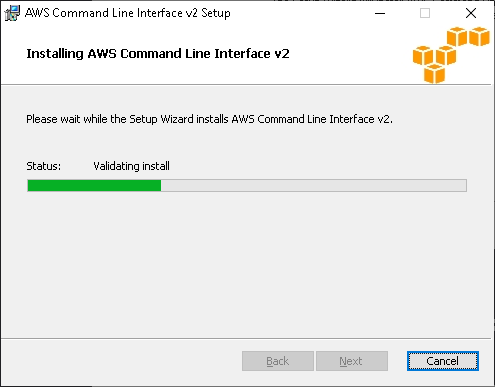 AWS Command Line Interface v2 Setup
Installing AWS Command Line Interface v2
Please wait while the Setup Wizard installs AWS Command Line Interface v2.
Status: Validating install
Back Next Cancel